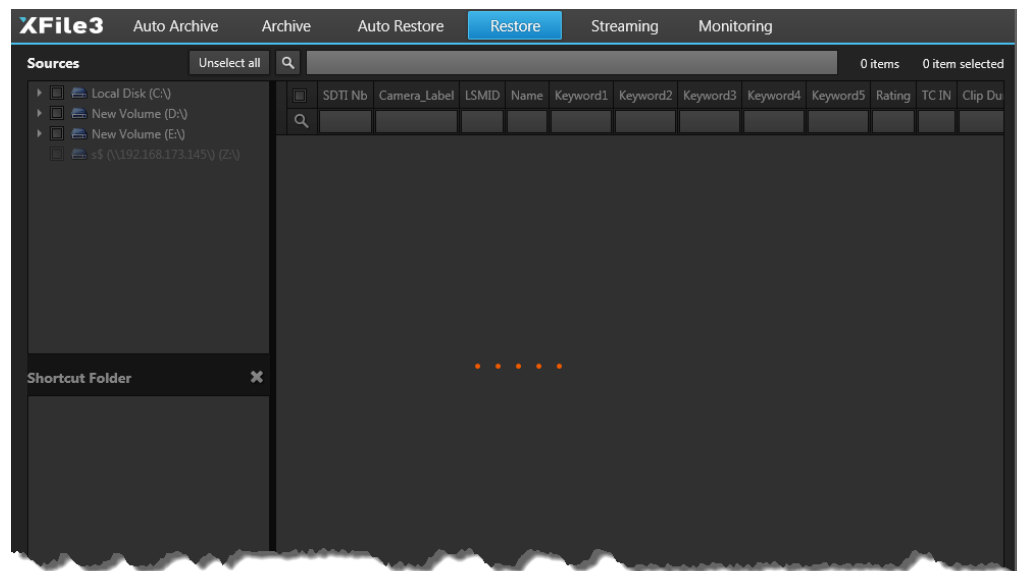 XFile3 Auto Archive Archive Auto Restore Restore Streaming Monitoring
Sources Unselect all 0 items 0 item selected
SDTI Nb Camera_Label LSMID Name Keyword1 Keyword2 Keyword3 Keyword4 Keyword5 Rating TC IN Clip Du
Local Disk (C:\)
New Volume (D:\)
New Volume (E:\)
s$ (\\192.168.173.145\) (Z:\)
Shortcut Folder